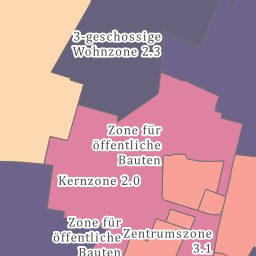 3-geschossige
Wohnzone 2.3
Zone für
öffentliche
Bauten
Kernzone 2.0
Zone für
öffentliche
Bauten
Zentrumszone
3.1